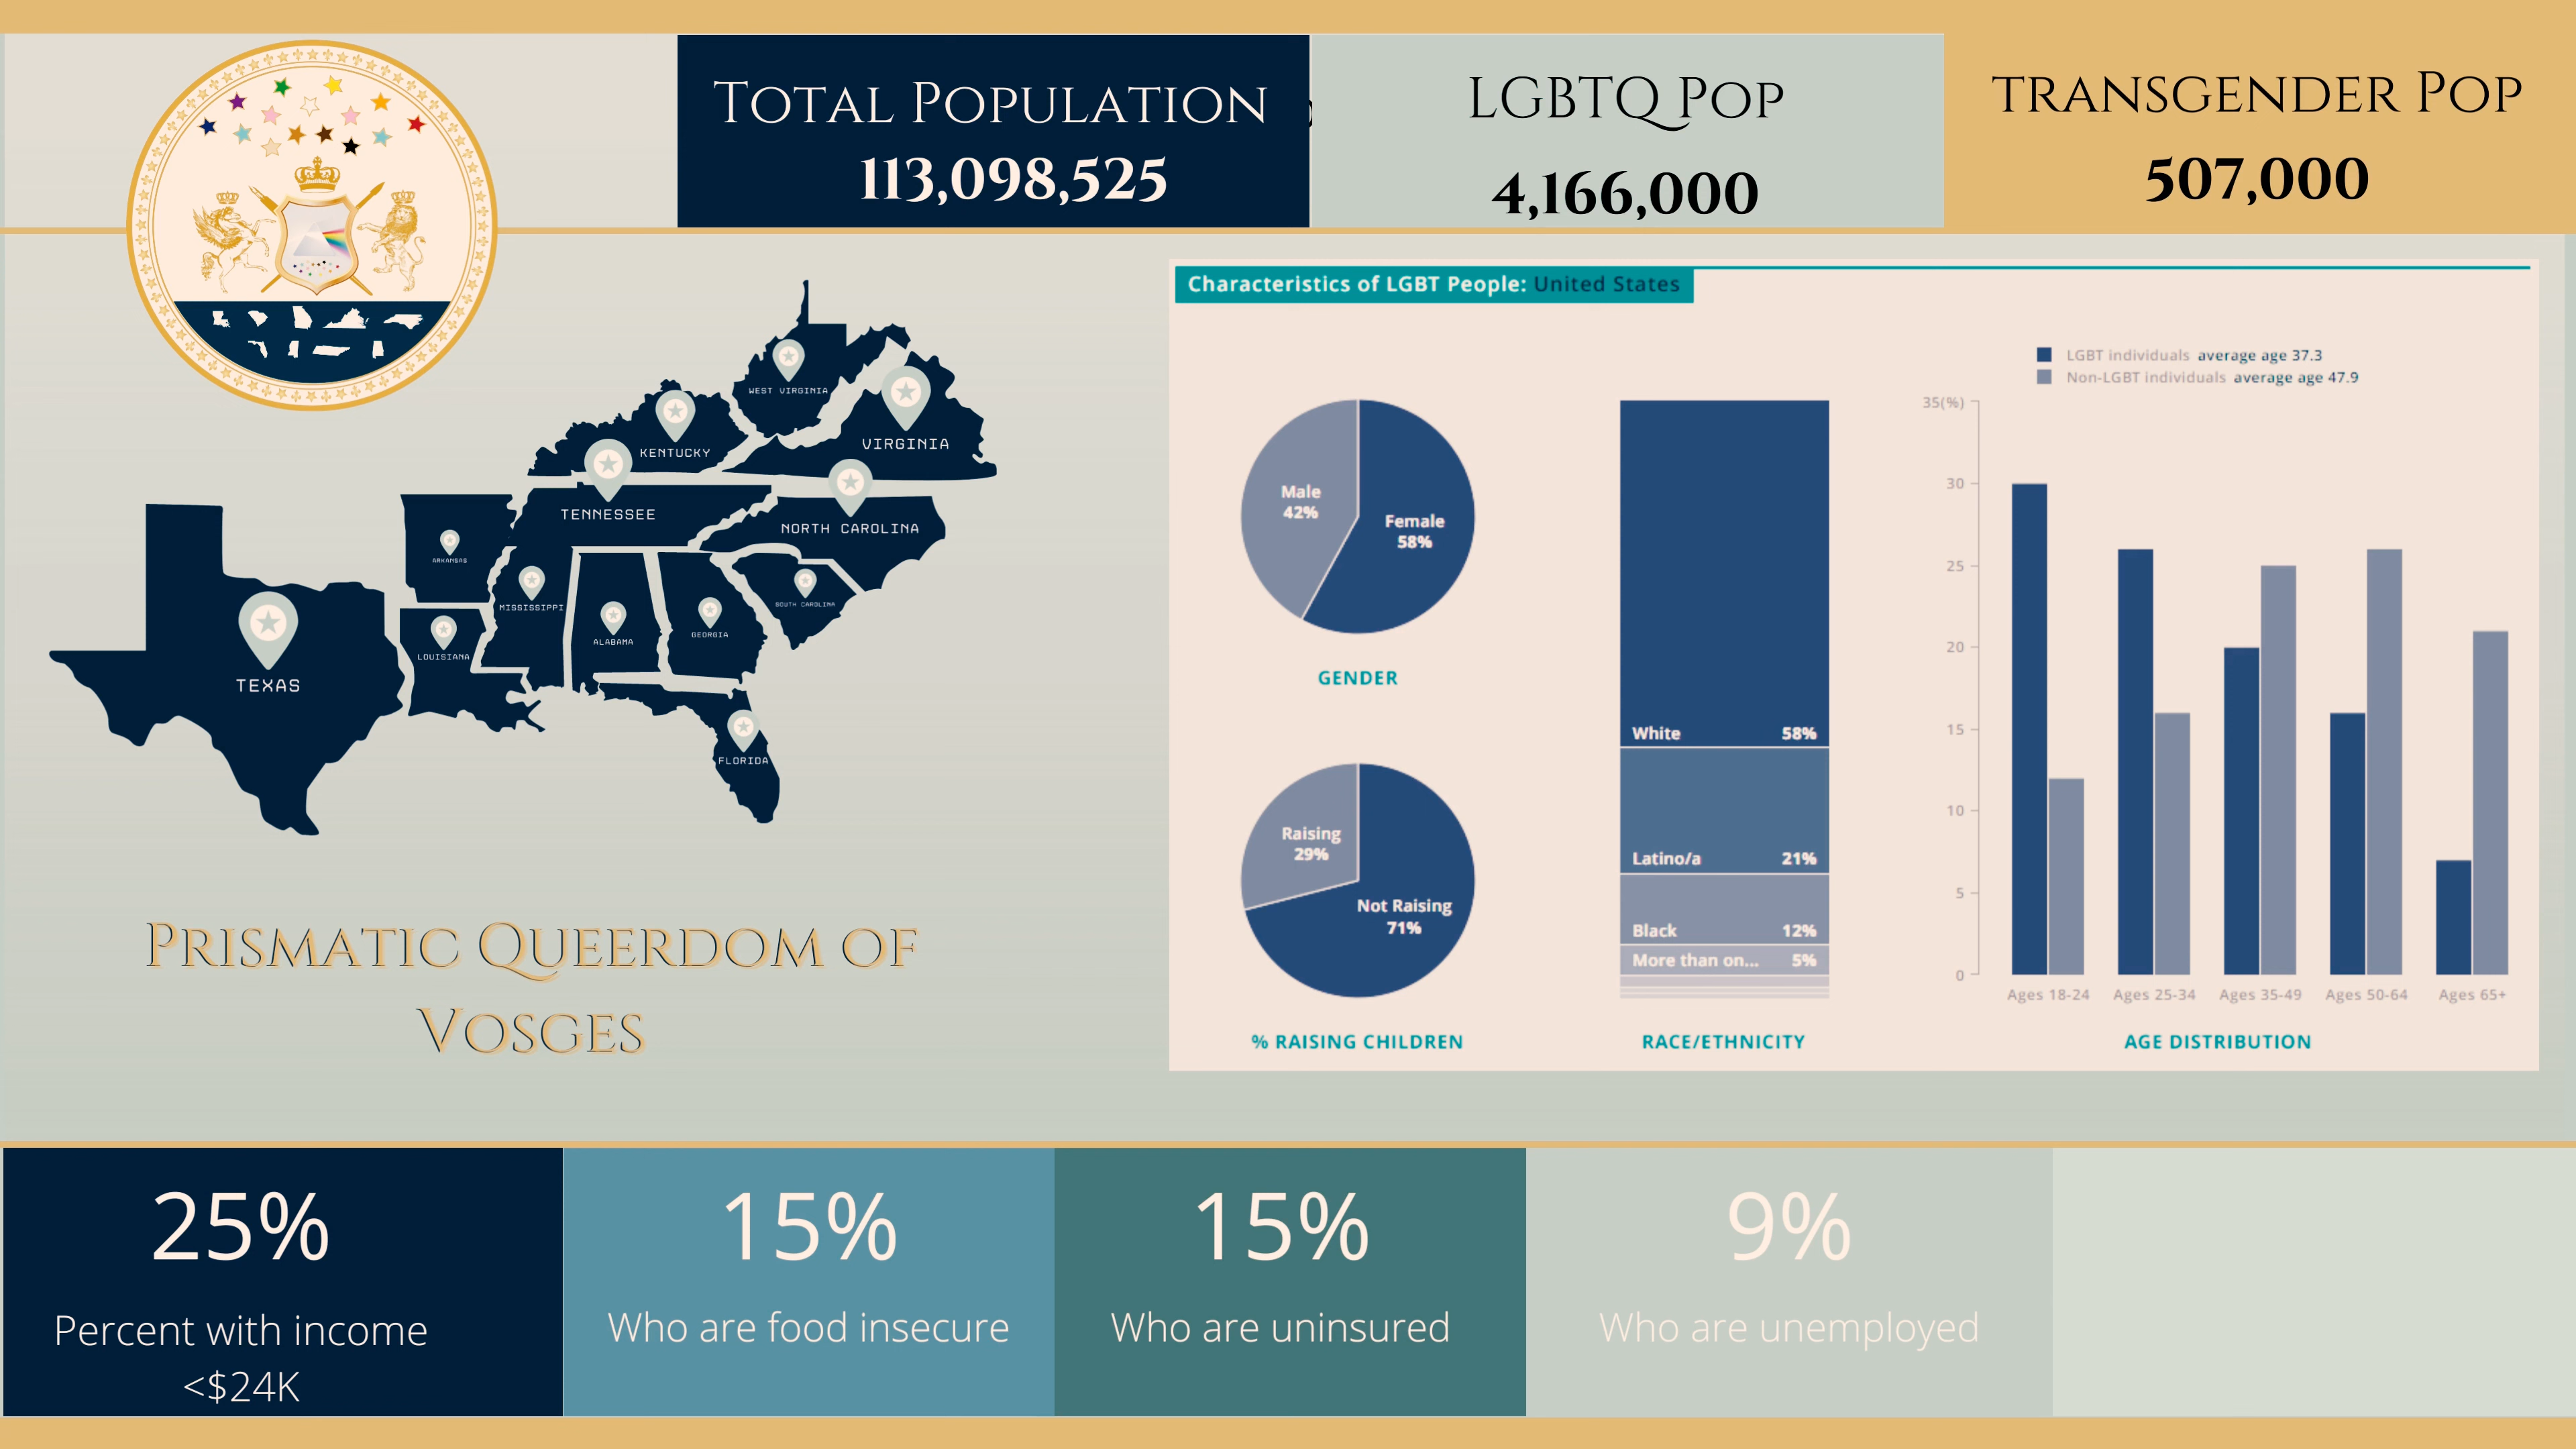 Total Population
113,098,525
LGBTQ Pop
4,166,000
transgender Pop
507,000
WEST VIRGINIA
VIRGINIA
KENTUCKY
TENNESSEE
NORTH CAROLINA
ARKANSAS
SOUTH CAROLINA
MISSISSIPPI
ALABAMA
GEORGIA
LOUISIANA
TEXAS
FLORIDA
Prismatic Queerdom of
Vosges
Characteristics of LGBT People: United States
Male
42%
Female
58%
GENDER
Raising
29%
Not Raising
71%
% RAISING CHILDREN
White 58%
Latino/a 21%
Black 12%
More than on... 5%
RACE/ETHNICITY
LGBT individuals average age 37.3
Non-LGBT individuals average age 47.9
35(%)
30
25
20
15
10
5
0
Ages 18-24 Ages 25-34 Ages 35-49 Ages 50-64 Ages 65+
AGE DISTRIBUTION
25%
Percent with income
<$24K
15%
Who are food insecure
15%
Who are uninsured
9%
Who are unemployed